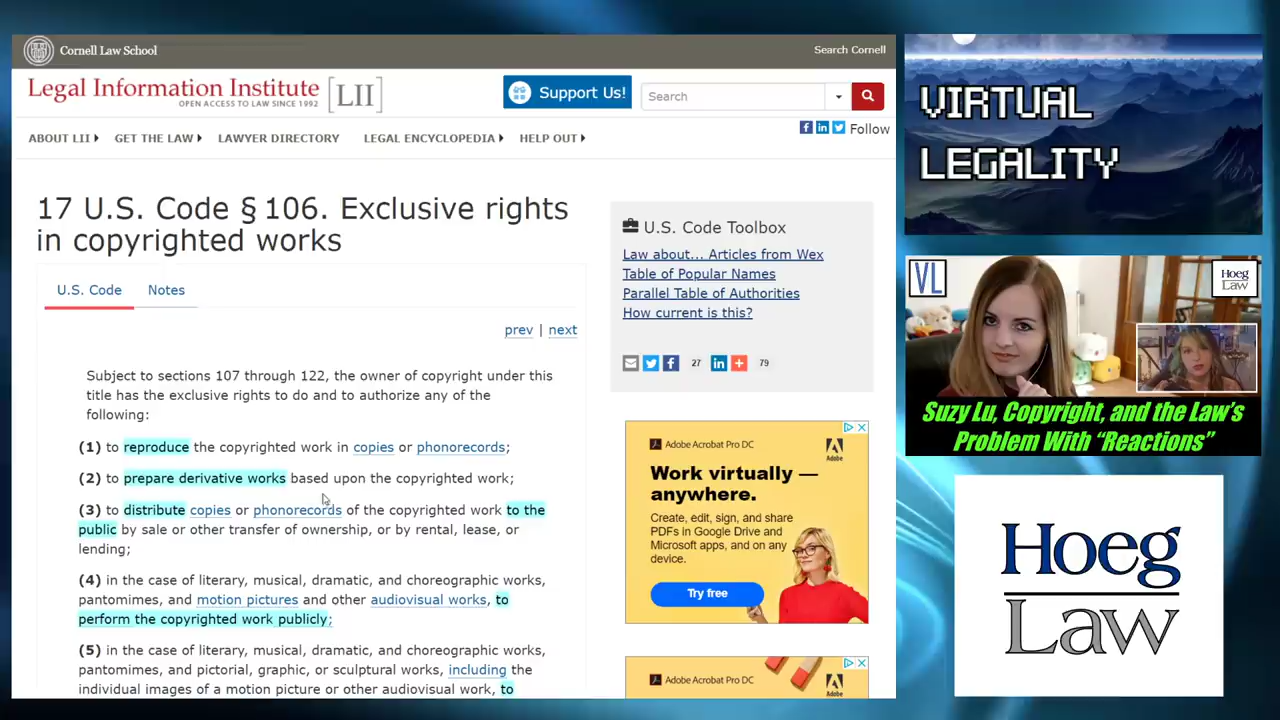 Cornell Law School
Search Cornell
Legal Information Institute [LII]
OPEN ACCESS TO LAW SINCE 1992
Support Us!
Search
ABOUT LII
GET THE LAW
LAWYER DIRECTORY
LEGAL ENCYCLOPEDIA
HELP OUT
Follow
17 U.S. Code § 106. Exclusive rights
in copyrighted works
U.S. Code
Notes
prev | next
Subject to sections 107 through 122, the owner of copyright under this
title has the exclusive rights to do and to authorize any of the
following:
(1) to reproduce the copyrighted work in copies or phonorecords;
(2) to prepare derivative works based upon the copyrighted work;
(3) to distribute copies or phonorecords of the copyrighted work to the
public by sale or other transfer of ownership, or by rental, lease, or
lending;
(4) in the case of literary, musical, dramatic, and choreographic works,
pantomimes, and motion pictures and other audiovisual works, to
perform the copyrighted work publicly;
(5) in the case of literary, musical, dramatic, and choreographic works,
pantomimes, and pictorial, graphic, or sculptural works, including the
individual images of a motion picture or other audiovisual work, to
U.S. Code Toolbox
Law about... Articles from Wex
Table of Popular Names
Parallel Table of Authorities
How current is this?
27
79
Adobe Acrobat Pro DC
Adobe
Work virtually —
anywhere.
Create, edit, sign, and share
PDFs in Google Drive and
Microsoft apps, and on any
device.
Try free
Adobe Acrobat Pro DC
Adobe
VIRTUAL
LEGALITY
VL
Hoeg
Law
Suzy Lu, Copyright, and the Law's
Problem With "Reactions"
Hoeg
Law